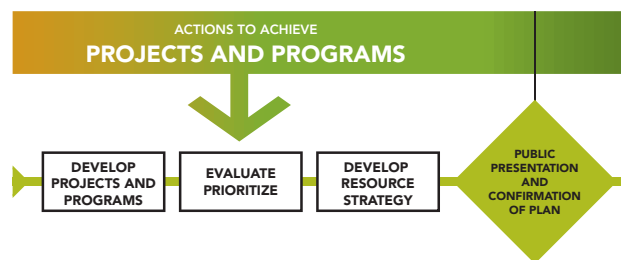 ACTIONS TO ACHIEVE
PROJECTS AND PROGRAMS
DEVELOP
PROJECTS AND
PROGRAMS
EVALUATE
PRIORITIZE
DEVELOP
RESOURCE
STRATEGY
PUBLIC
PRESENTATION
AND
CONFIRMATION
OF PLAN